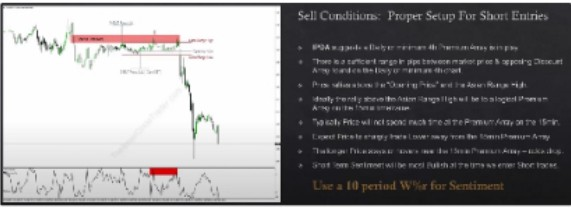 Sell Conditions: Proper Setup For Short Entries
IPDA suggests a Daily or minimum 4h Premium Array is in play.
There is a sufficient range in pips between market price & opposing Discount
Array found on the Daily or minimum 4h chart.
Price rallies above the "Opening Price" and the Asian Range High.
Ideally the rally above the Asian Range High will be to a logical Premium
Array on the 15min timeframe.
Typically Price will not spend much time at the Premium Array on the 15min.
Expect Price to sharply trade Lower away from the 15min Premium Array.
The longer Price stays or hovers near the 15min Premium Array – odds drop.
Short Term Sentiment will be most Bullish at the time we enter Short trades.
Use a 10 period W%r for Sentiment